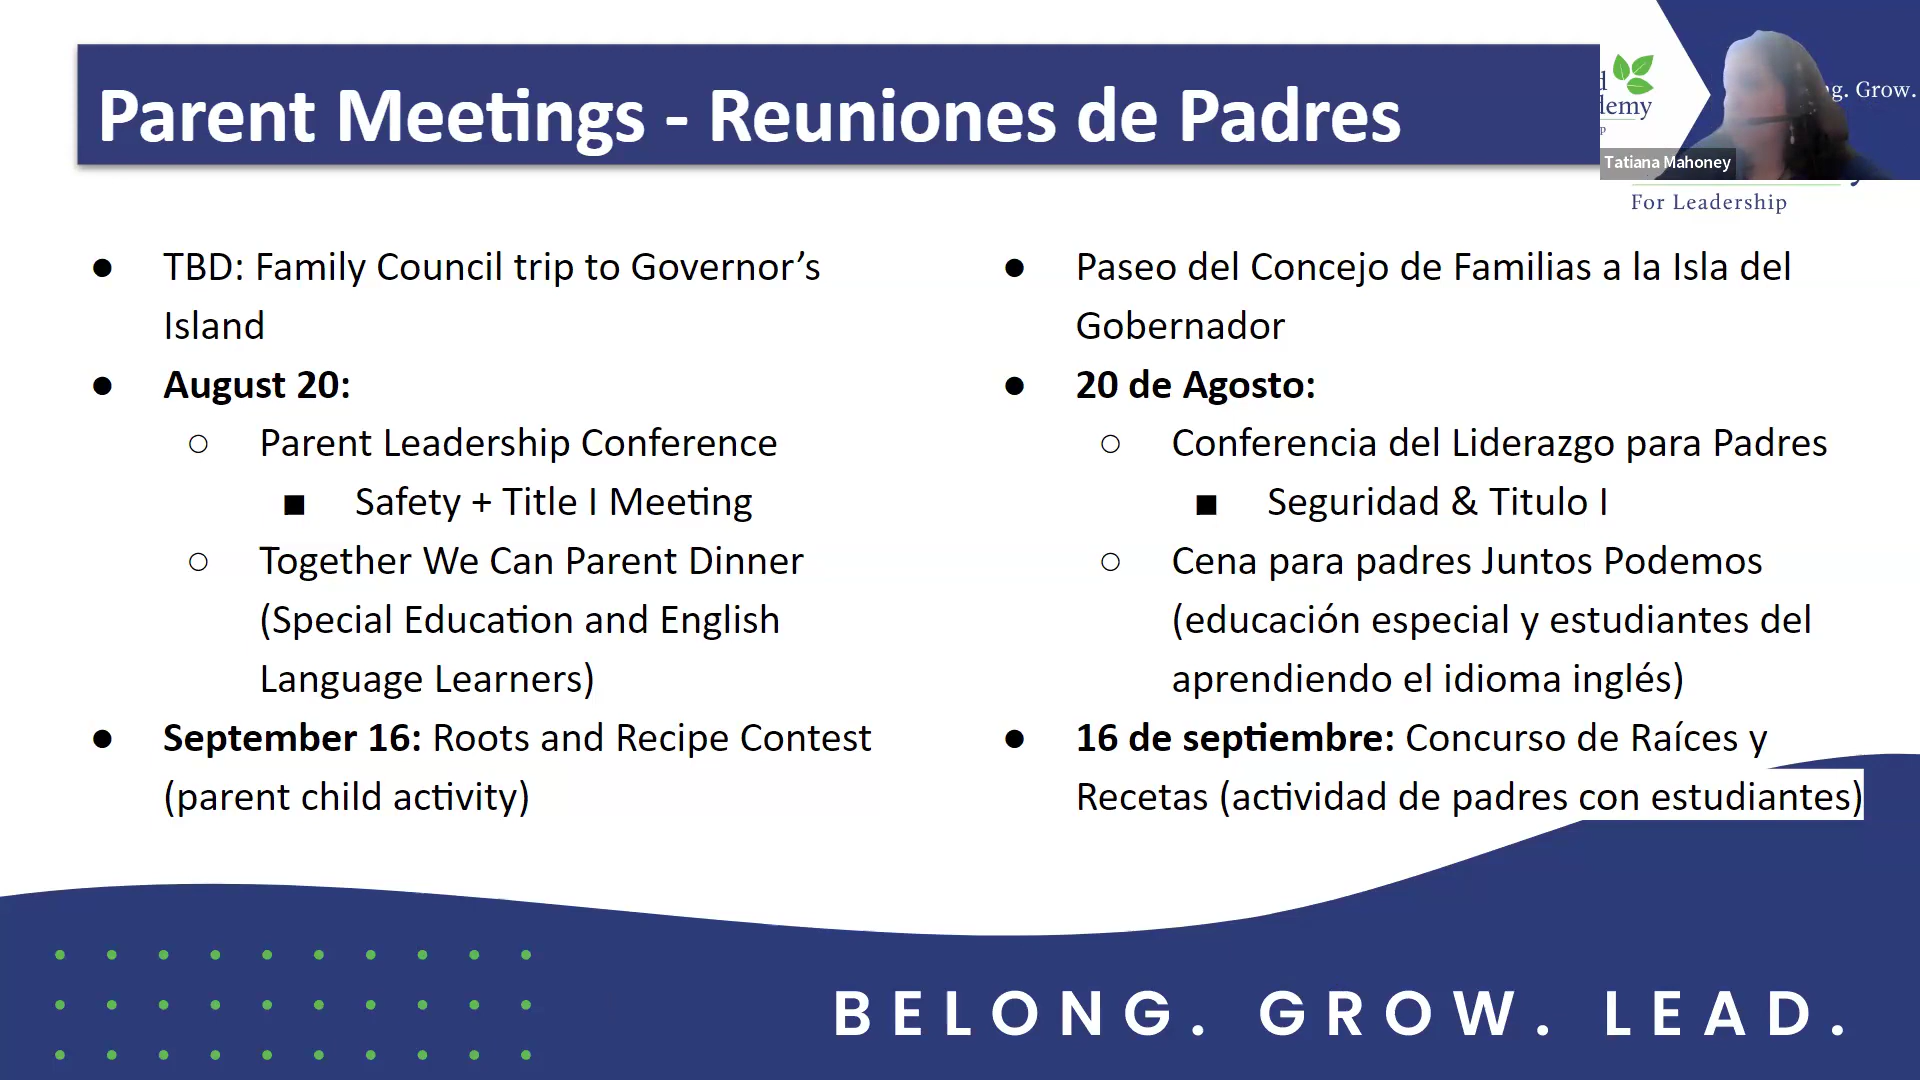 Parent Meetings - Reuniones de Padres
demy
ng. Grow.
Tatiana Mahoney
For Leadership
● TBD: Family Council trip to Governor’s
Island
● August 20:
○ Parent Leadership Conference
■ Safety + Title I Meeting
○ Together We Can Parent Dinner
(Special Education and English
Language Learners)
● September 16: Roots and Recipe Contest
(parent child activity)
● Paseo del Concejo de Familias a la Isla del
Gobernador
● 20 de Agosto:
○ Conferencia del Liderazgo para Padres
■ Seguridad & Titulo I
○ Cena para padres Juntos Podemos
(educación especial y estudiantes del
aprendiendo el idioma inglés)
● 16 de septiembre: Concurso de Raíces y
Recetas (actividad de padres con estudiantes)
BELONG. GROW. LEAD.